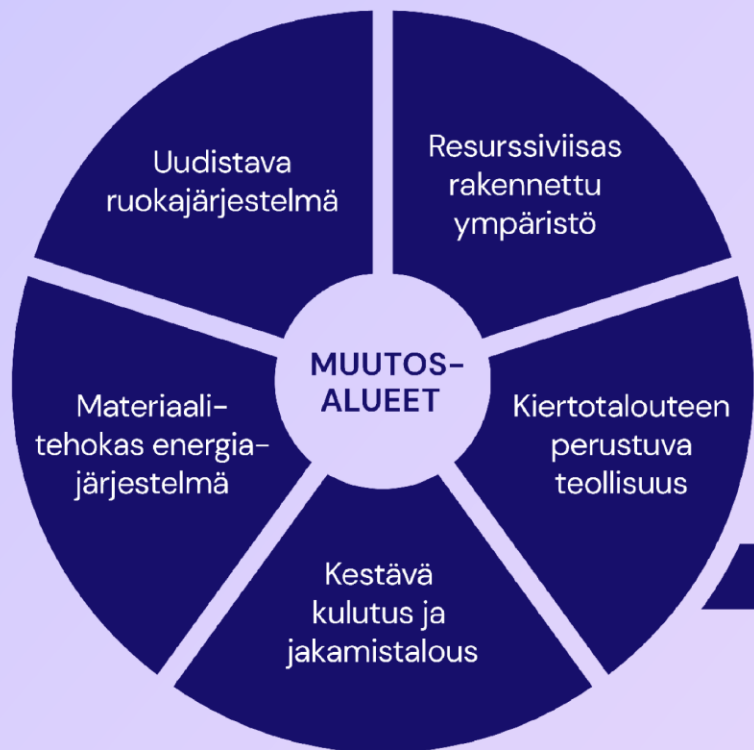 Uudistava
ruokajärjestelmä
Resurssiviisas
rakennettu
ympäristö
MUUTOS-
ALUEET
Materiaali-
tehokas energia-
järjestelmä
Kiertotalouteen
perustuva
teollisuus
Kestävä
kulutus ja
jakamistalous